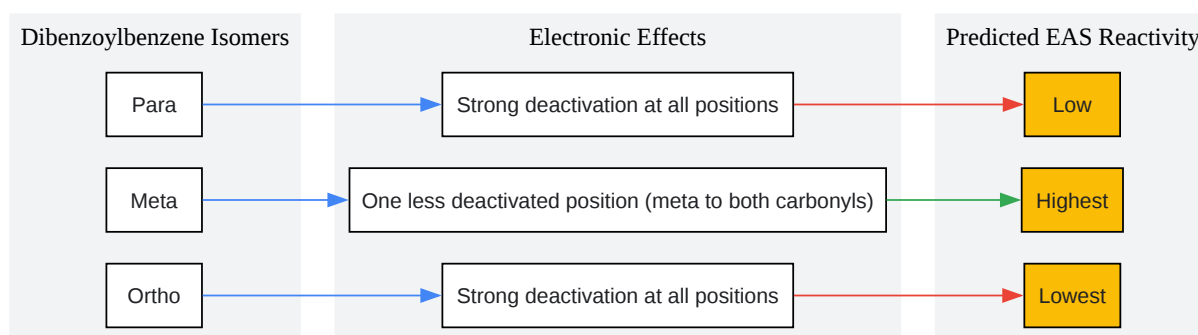 Dibenzoylbenzene Isomers
Electronic Effects
Predicted EAS Reactivity
Para
Strong deactivation at all positions
Low
Meta
One less deactivated position (meta to both carbonyls)
Highest
Ortho
Strong deactivation at all positions
Lowest